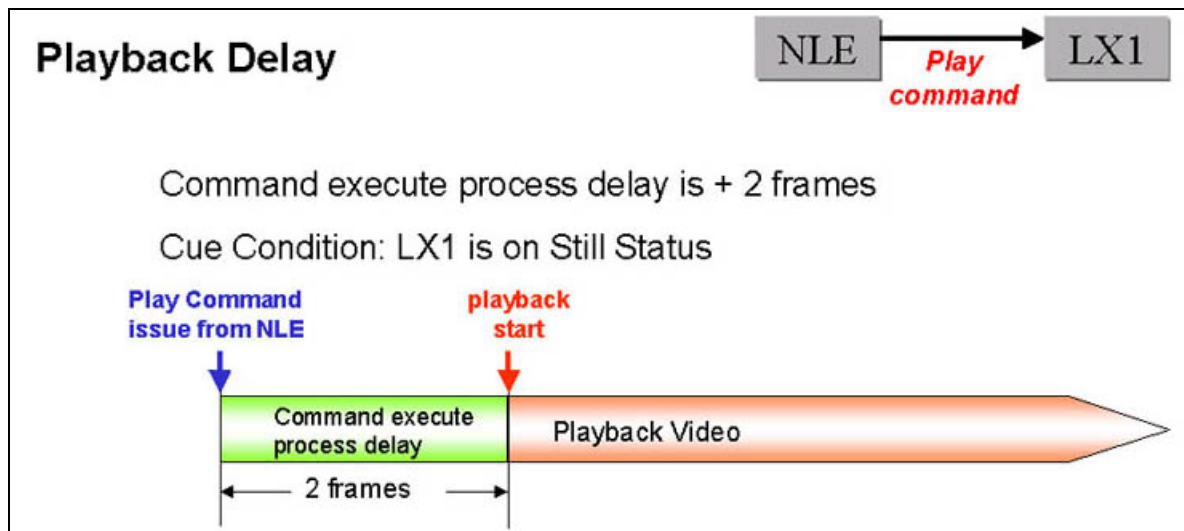 Playback Delay
NLE
Play
command
LX1
Command execute process delay is + 2 frames
Cue Condition: LX1 is on Still Status
Play Command
issue from NLE
playback
start
Command execute
process delay
Playback Video
2 frames